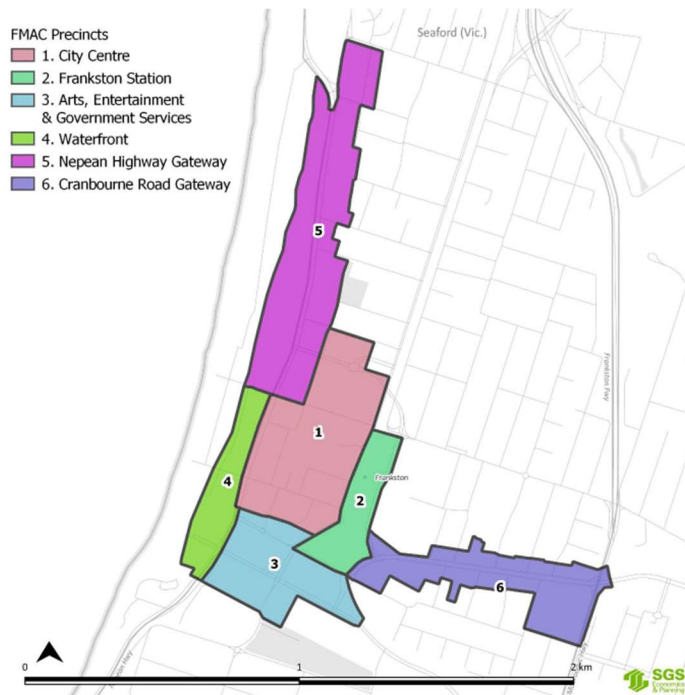 Seaford (Vic.)
FMAC Precincts
1. City Centre
2. Frankston Station
3. Arts, Entertainment
& Government Services
4. Waterfront
5. Nepean Highway Gateway
6. Cranbourne Road Gateway
5
Frankston Fwy
1
4
Frankston
2
3
6
0
1
2 km
SGS
Economics
& Planning